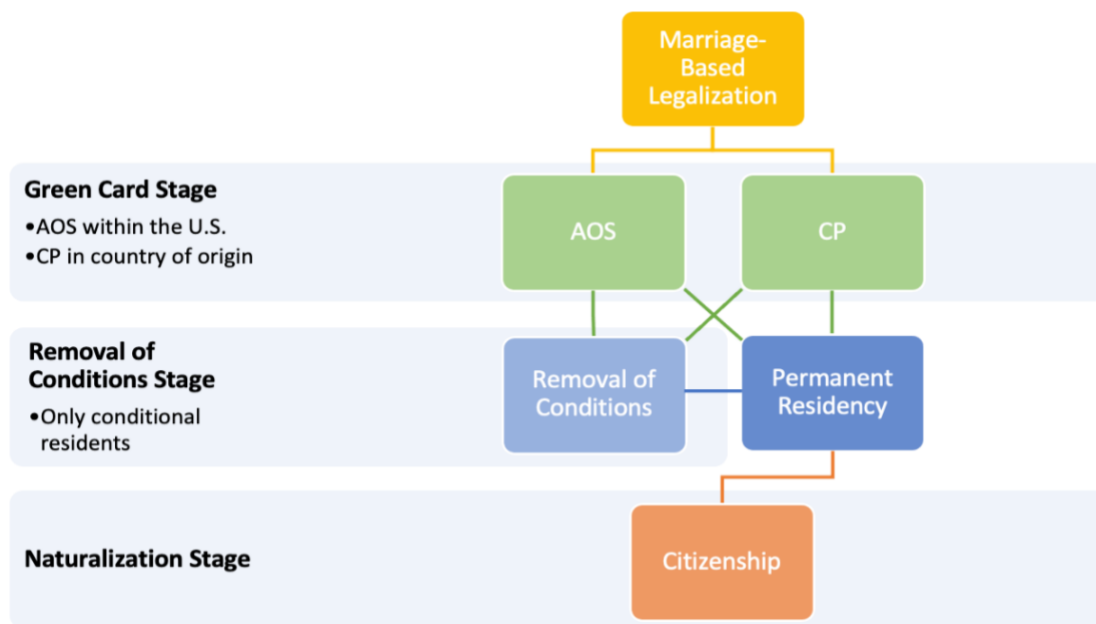 Marriage-
Based
Legalization
Green Card Stage
•AOS within the U.S.
•CP in country of origin
AOS
CP
Removal of
Conditions Stage
•Only conditional
residents
Removal of
Conditions
Permanent
Residency
Naturalization Stage
Citizenship